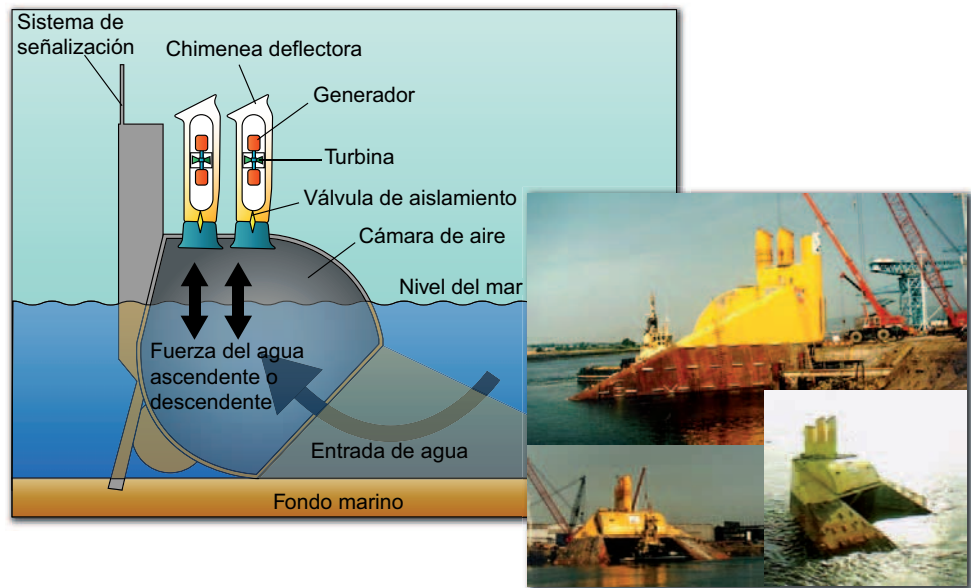 Sistema de
señalización
Chimenea deflectora
Generador
Turbina
Válvula de aislamiento
Cámara de aire
Nivel del mar
Fuerza del agua
ascendente o
descendente
Entrada de agua
Fondo marino